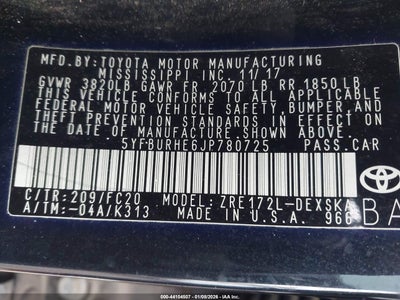 MFD.BY: TOYOTA MOTOR MANUFACTURING
MISSISSIPPI INC. 11/17
GVWR 3820LB GAWR FR 2070 LB RR 1850LB
THIS VEHICLE CONFORMS TO ALL APPLICABLE
FEDERAL MOTOR VEHICLE SAFETY, BUMPER, AND
THEFT PREVENTION STANDARDS IN EFFECT ON
THE DATE OF MANUFACTURE SHOWN ABOVE.
5YFBURHE6JP780725 PASS.CAR
C/TR: 209/FC20 MODEL: ZRE172L-DEXSKA
A/TM: -04A/K313 MADE IN U.S.A. 966
TOYOTA
BA
000-44104507 - 01/08/2026 - IAA Inc.